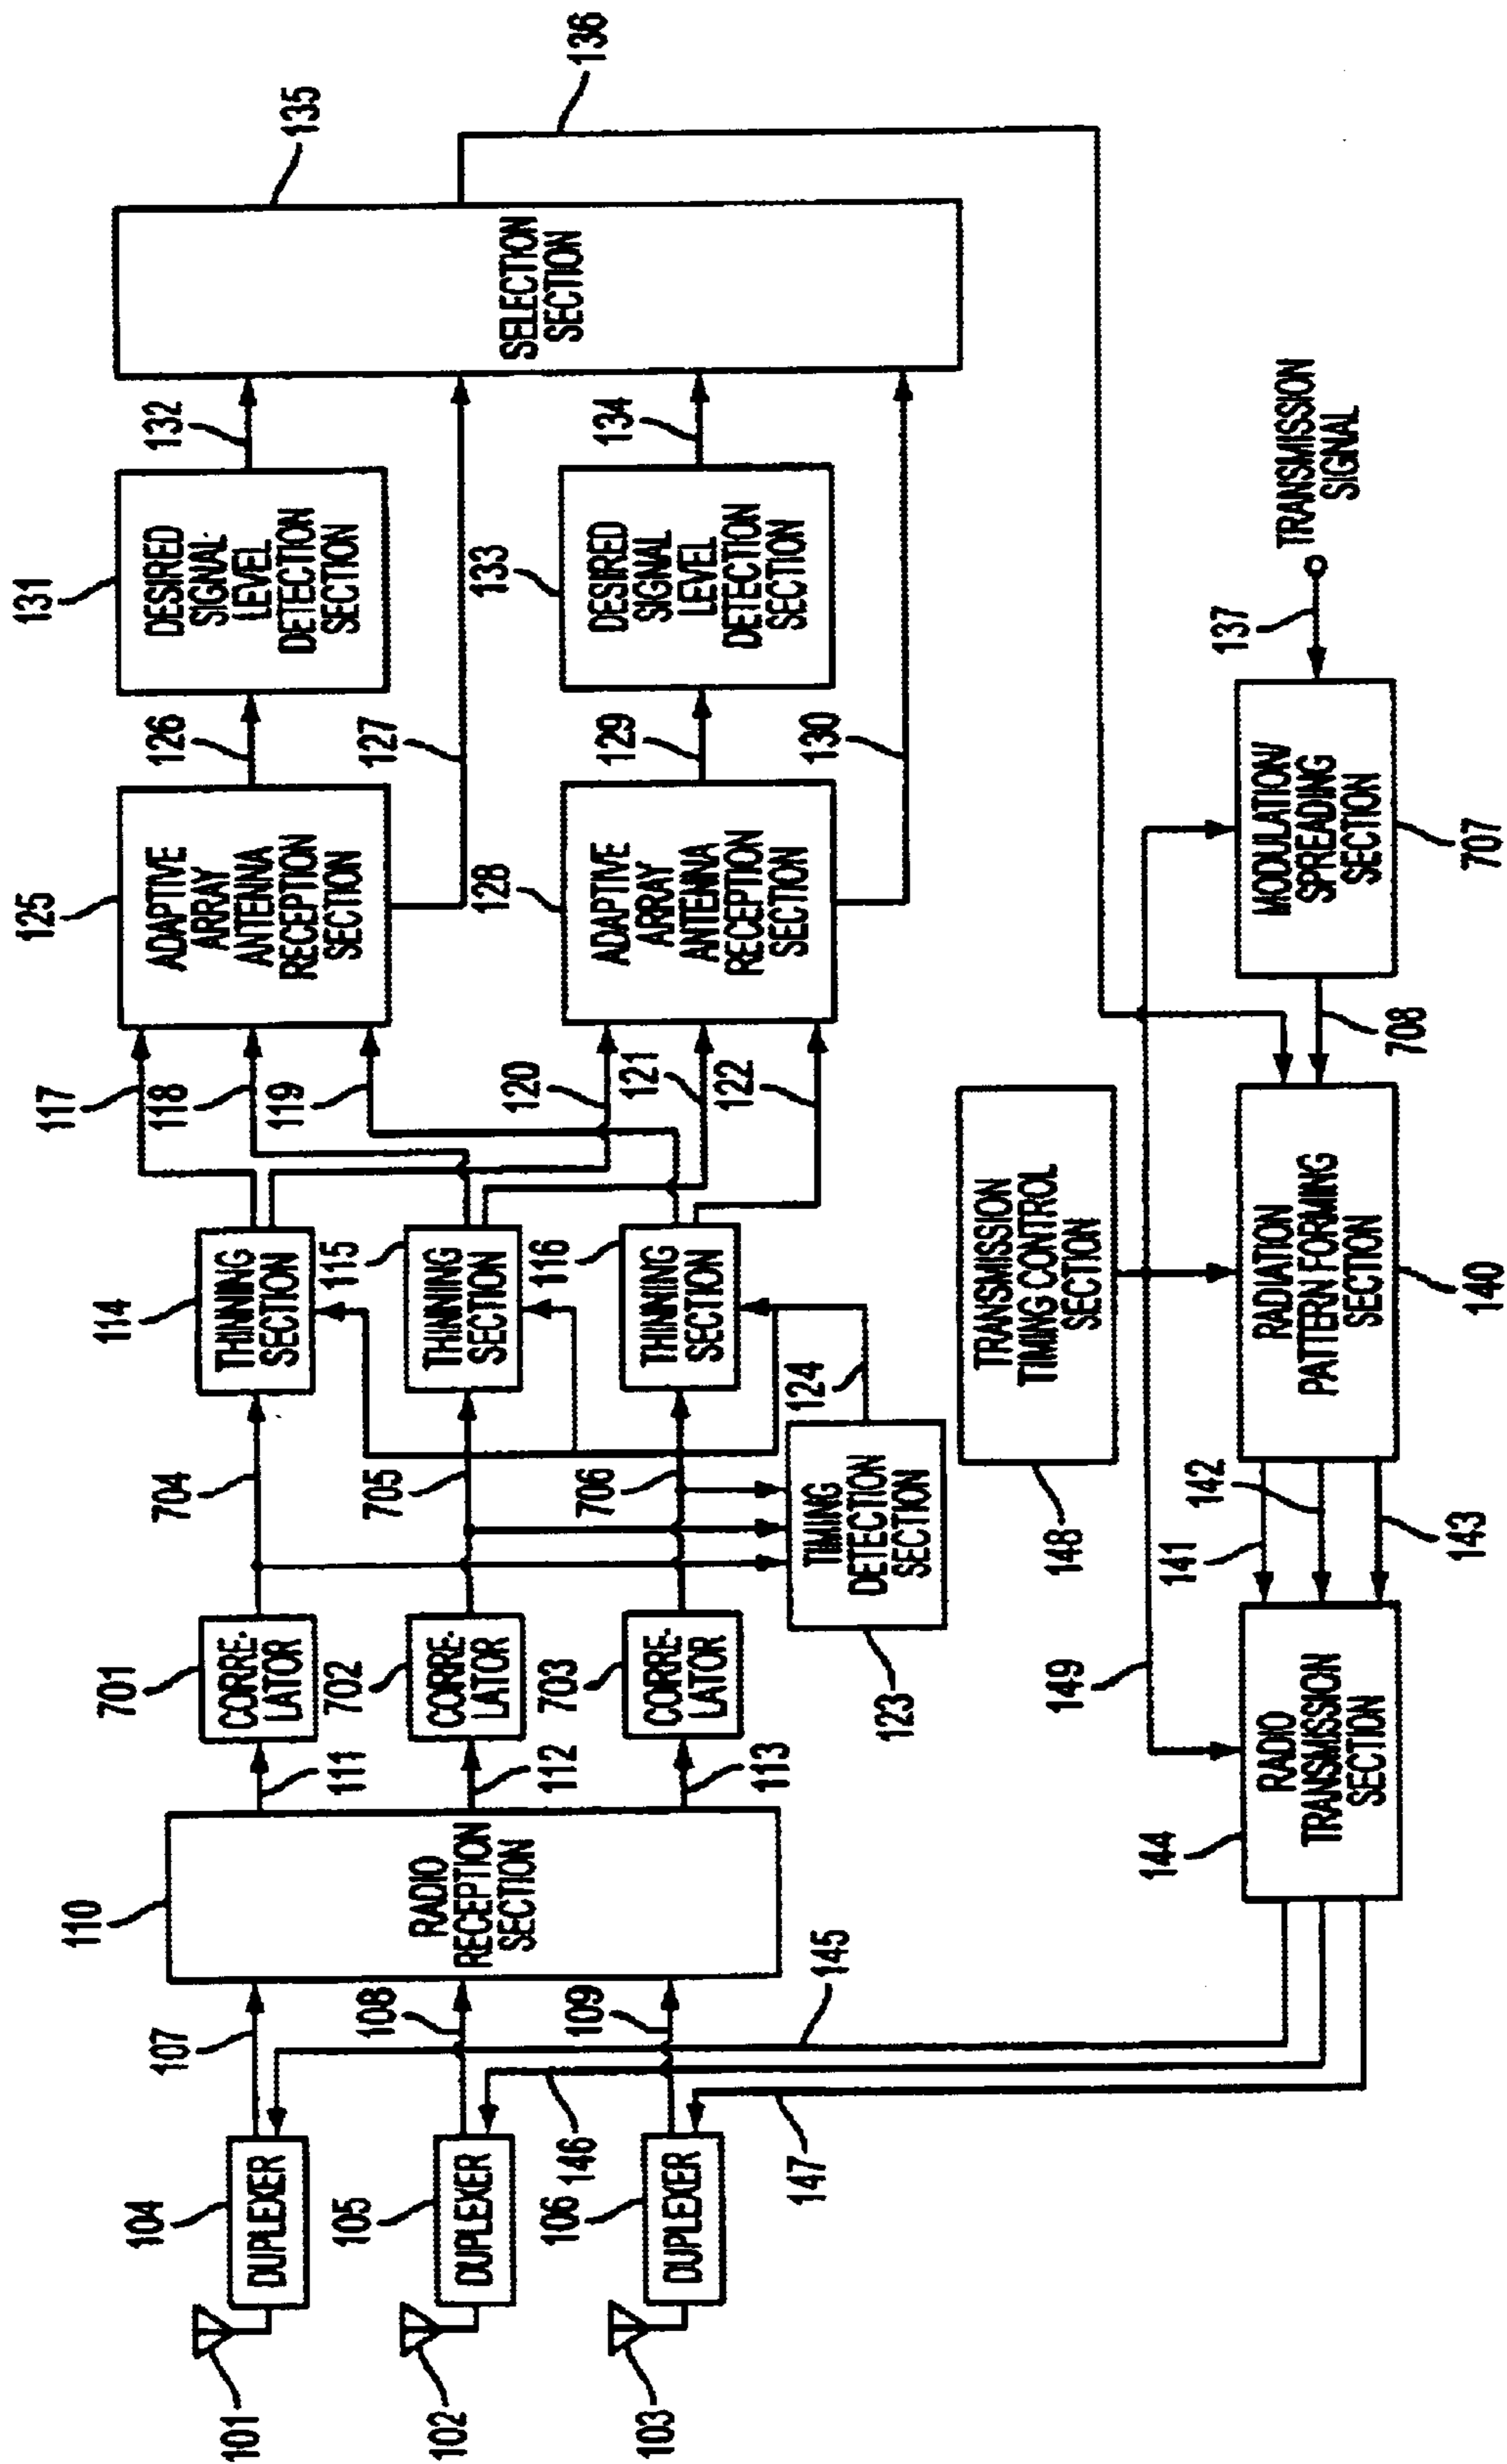 101
102
103
104
DUPLEXER
105
DUPLEXER
106
DUPLEXER
107
108
109
145
146
147
110
RADIO
RECEPTION
SECTION
111
112
113
701
CORRE-
LATOR
702
CORRE-
LATOR
703
CORRE-
LATOR
704
705
706
123
TIMING
DETECTION
SECTION
124
114
THINNING
SECTION
115
THINNING
SECTION
116
THINNING
SECTION
117
118
119
120
121
122
125
ADAPTIVE
ARRAY
ANTENNA
RECEPTION
SECTION
128
ADAPTIVE
ARRAY
ANTENNA
RECEPTION
SECTION
126
127
129
130
131
DESIRED
SIGNAL
LEVEL
DETECTION
SECTION
133
DESIRED
SIGNAL
LEVEL
DETECTION
SECTION
132
134
135
SELECTION
SECTION
136
144
RADIO
TRANSMISSION
SECTION
149
141
142
143
148
TRANSMISSION
TIMING CONTROL
SECTION
RADIATION
PATTERN FORMING
SECTION
140
708
MODULATION/
SPREADING
SECTION
707
137
TRANSMISSION
SIGNAL